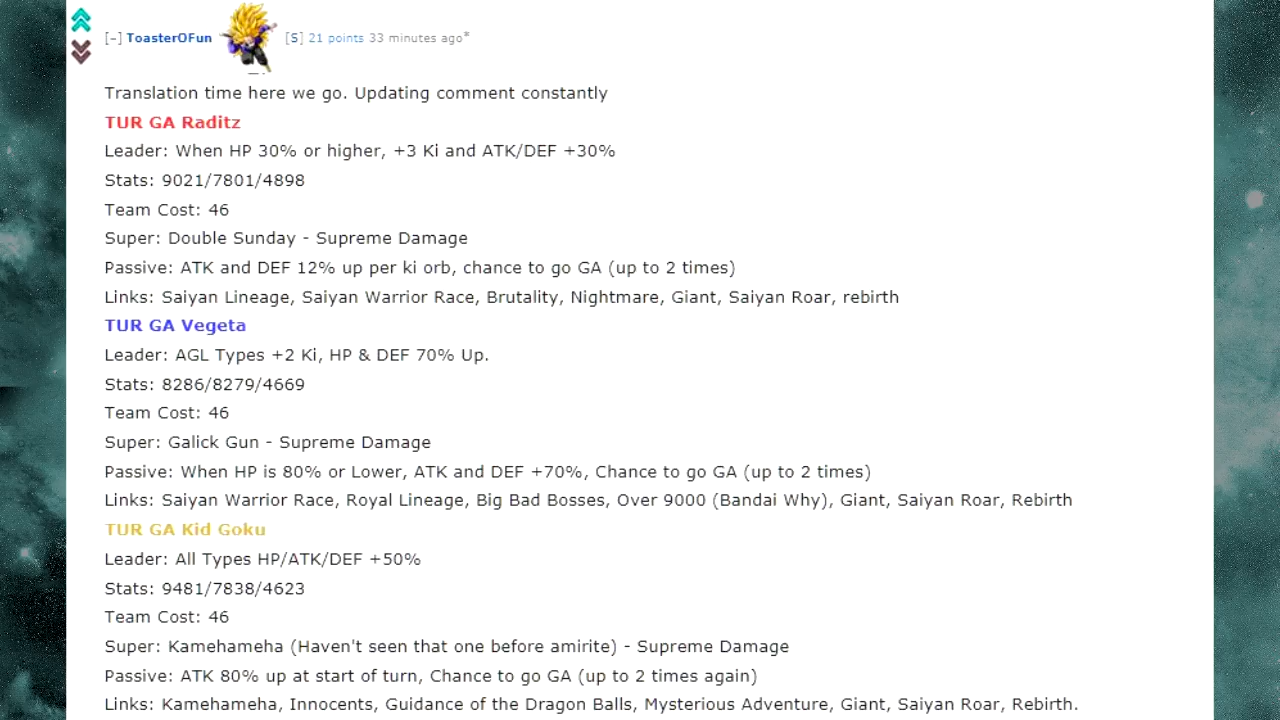 [–] ToasterOFun [S] 21 points 33 minutes ago*
Translation time here we go. Updating comment constantly
TUR GA Raditz
Leader: When HP 30% or higher, +3 Ki and ATK/DEF +30%
Stats: 9021/7801/4898
Team Cost: 46
Super: Double Sunday - Supreme Damage
Passive: ATK and DEF 12% up per ki orb, chance to go GA (up to 2 times)
Links: Saiyan Lineage, Saiyan Warrior Race, Brutality, Nightmare, Giant, Saiyan Roar, rebirth
TUR GA Vegeta
Leader: AGL Types +2 Ki, HP & DEF 70% Up.
Stats: 8286/8279/4669
Team Cost: 46
Super: Galick Gun - Supreme Damage
Passive: When HP is 80% or Lower, ATK and DEF +70%, Chance to go GA (up to 2 times)
Links: Saiyan Warrior Race, Royal Lineage, Big Bad Bosses, Over 9000 (Bandai Why), Giant, Saiyan Roar, Rebirth
TUR GA Kid Goku
Leader: All Types HP/ATK/DEF +50%
Stats: 9481/7838/4623
Team Cost: 46
Super: Kamehameha (Haven't seen that one before amirite) - Supreme Damage
Passive: ATK 80% up at start of turn, Chance to go GA (up to 2 times again)
Links: Kamehameha, Innocents, Guidance of the Dragon Balls, Mysterious Adventure, Giant, Saiyan Roar, Rebirth.